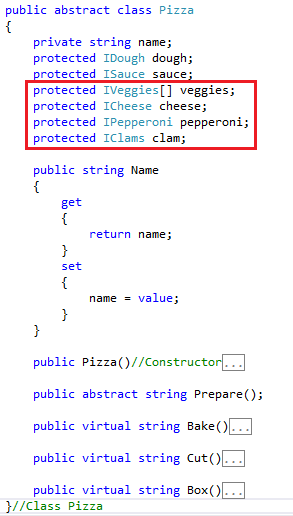 public abstract class Pizza
{
private string name;
protected IDough dough;
protected ISauce sauce;
protected IVeggies[] veggies;
protected ICheese cheese;
protected IPepperoni pepperoni;
protected IClams clam;
public string Name
{
get
{
return name;
}
set
{
name = value;
}
}
public Pizza()//Constructor...
public abstract string Prepare();
public virtual string Bake()...
public virtual string Cut()...
public virtual string Box()...
}//Class Pizza